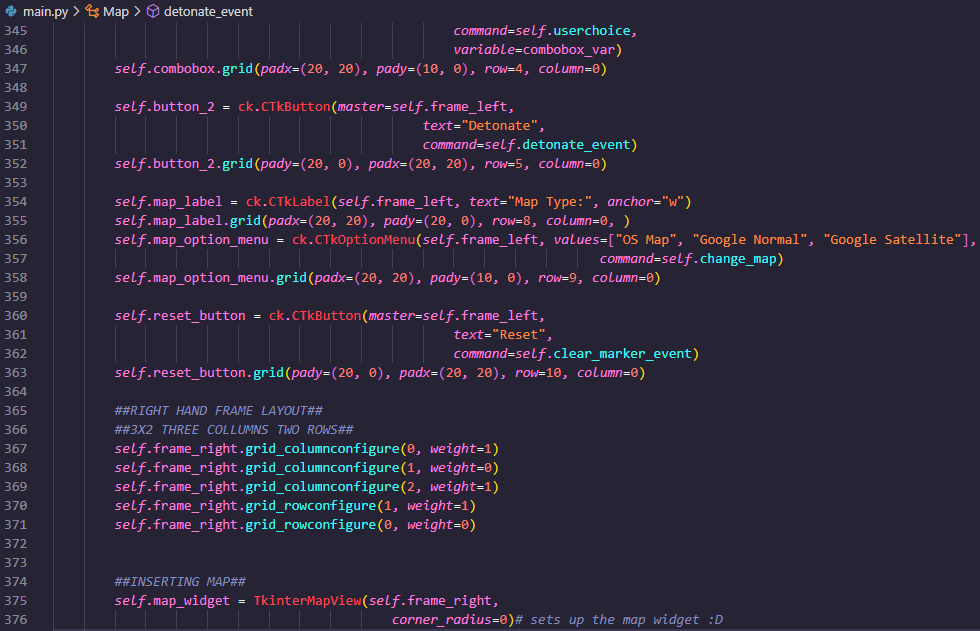 main.py > Map > detonate_event
345 command=self.userchoice,
346 variable=combobox_var)
347 self.combobox.grid(padx=(20, 20), pady=(10, 0), row=4, column=0)
348
349 self.button_2 = ck.CTkButton(master=self.frame_left,
350 text="Detonate",
351 command=self.detonate_event)
352 self.button_2.grid(pady=(20, 0), padx=(20, 20), row=5, column=0)
353
354 self.map_label = ck.CTkLabel(self.frame_left, text="Map Type:", anchor="w")
355 self.map_label.grid(padx=(20, 20), pady=(20, 0), row=8, column=0, )
356 self.map_option_menu = ck.CTkOptionMenu(self.frame_left, values=["OS Map", "Google Normal", "Google Satellite"],
357 command=self.change_map)
358 self.map_option_menu.grid(padx=(20, 20), pady=(10, 0), row=9, column=0)
359
360 self.reset_button = ck.CTkButton(master=self.frame_left,
361 text="Reset",
362 command=self.clear_marker_event)
363 self.reset_button.grid(pady=(20, 0), padx=(20, 20), row=10, column=0)
364
365 ##RIGHT HAND FRAME LAYOUT##
366 ##3X2 THREE COLLUMNS TWO ROWS##
367 self.frame_right.grid_columnconfigure(0, weight=1)
368 self.frame_right.grid_columnconfigure(1, weight=0)
369 self.frame_right.grid_columnconfigure(2, weight=1)
370 self.frame_right.grid_rowconfigure(1, weight=1)
371 self.frame_right.grid_rowconfigure(0, weight=0)
372
373
374 ##INSERTING MAP##
375 self.map_widget = TkinterMapView(self.frame_right,
376 corner_radius=0)# sets up the map widget :D